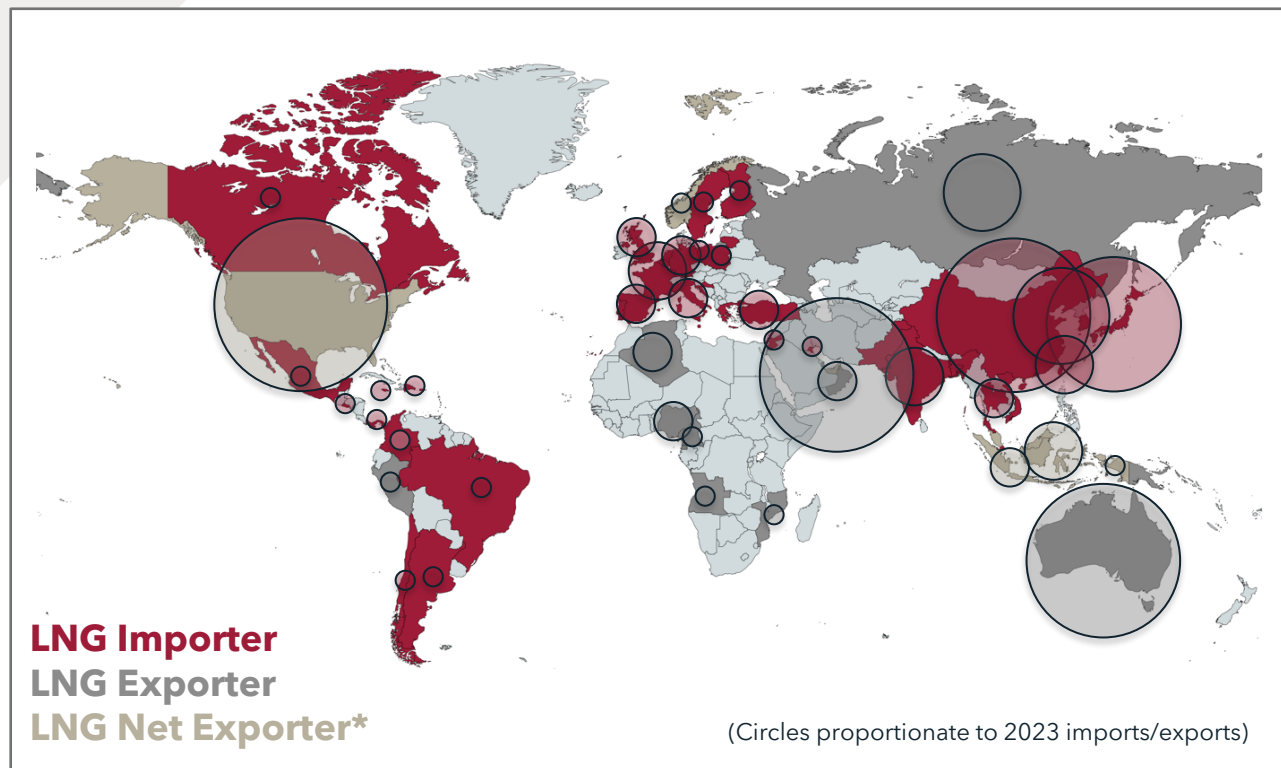 LNG Importer
LNG Exporter
LNG Net Exporter*
(Circles proportionate to 2023 imports/exports)